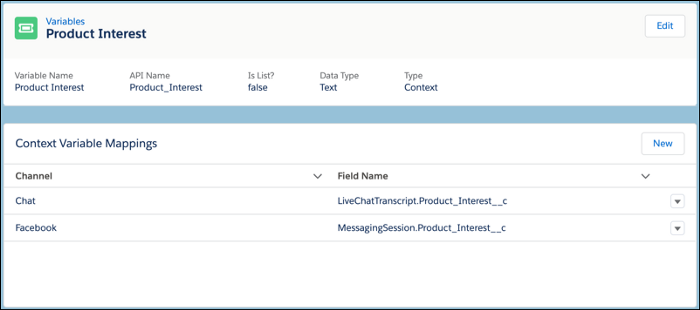 Variables
Product Interest
Edit
Variable Name API Name Is List? Data Type Type
Product Interest Product_Interest false Text Context
Context Variable Mappings
New
Channel Field Name
Chat LiveChatTranscript.Product_Interest__c
Facebook MessagingSession.Product_Interest__c